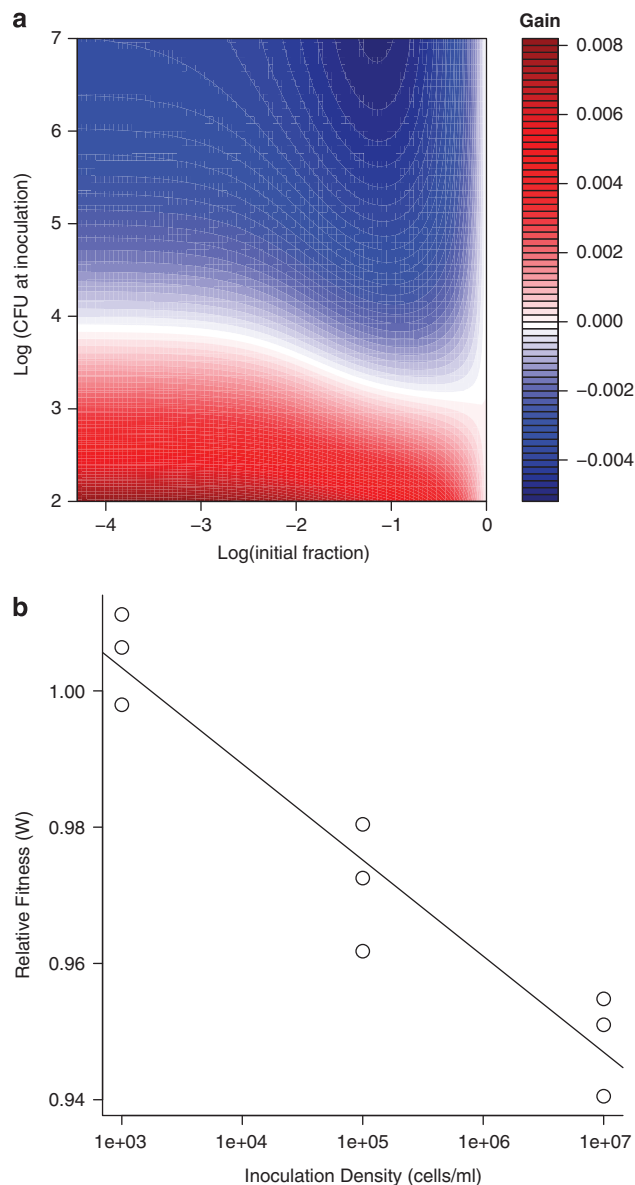 a
Gain
7
6
5
4
3
2
Log (CFU at inoculation)
−4
−3
−2
−1
0
Log(initial fraction)
0.008
0.006
0.004
0.002
0.000
−0.002
−0.004
b
1.00
0.98
0.96
0.94
Relative Fitness (W)
1e+03
1e+04
1e+05
1e+06
1e+07
Inoculation Density (cells/ml)